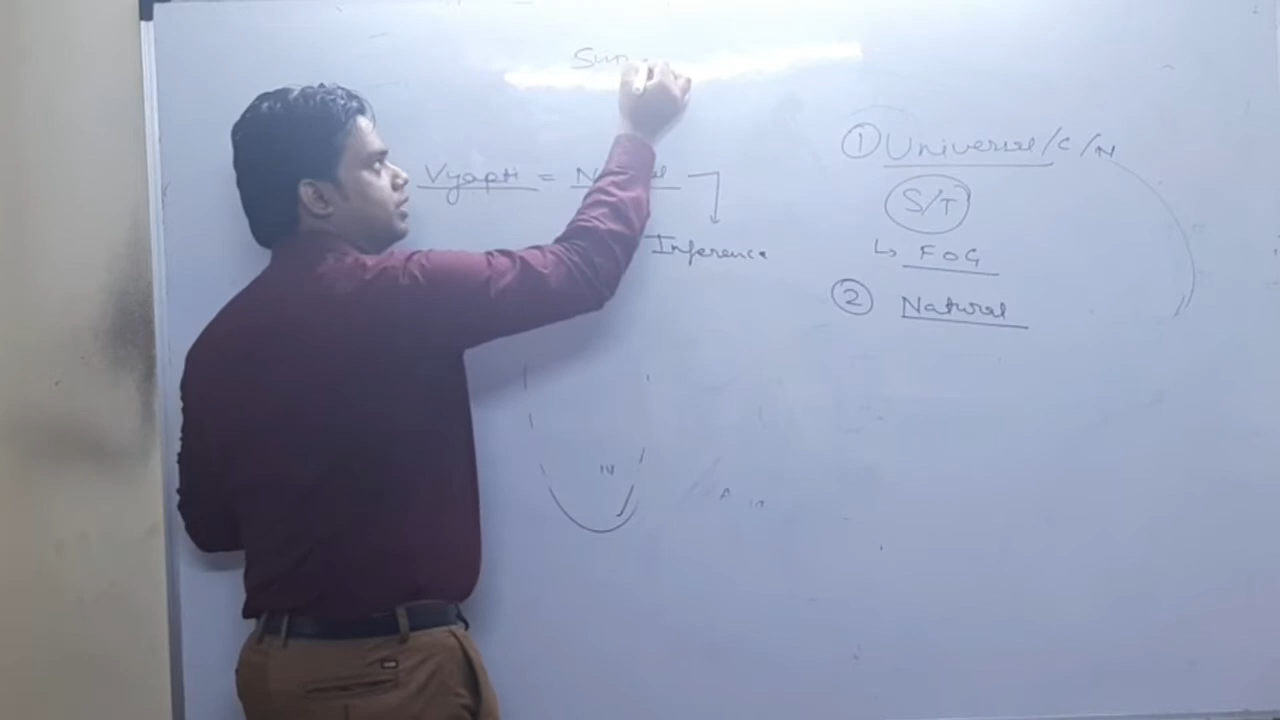 Sun
Vyapti =
Inference
① Universal/C/N
S/T
↳ FOG
② Natural